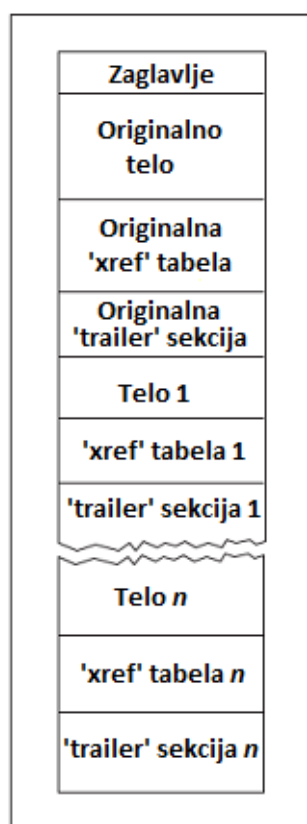 Zaglavlje
Originalno
telo
Originalna
'xref' tabela
Originalna
'trailer' sekcija
Telo 1
'xref' tabela 1
'trailer' sekcija 1
Telo n
'xref' tabela n
'trailer' sekcija n